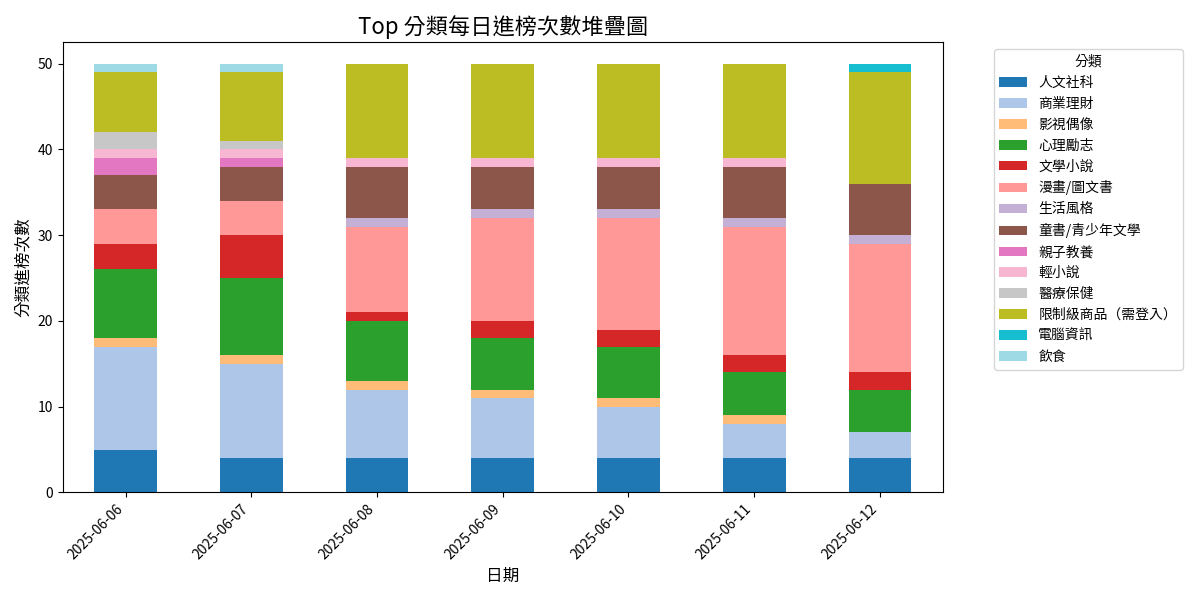 Top 分類每日進榜次數堆疊圖
分類進榜次數
50
40
30
20
10
0
2025-06-06
2025-06-07
2025-06-08
2025-06-09
2025-06-10
2025-06-11
2025-06-12
日期
分類
人文社科
商業理財
影視偶像
心理勵志
文學小說
漫畫/圖文書
生活風格
童書/青少年文學
親子教養
輕小說
醫療保健
限制級商品（需登入）
電腦資訊
飲食